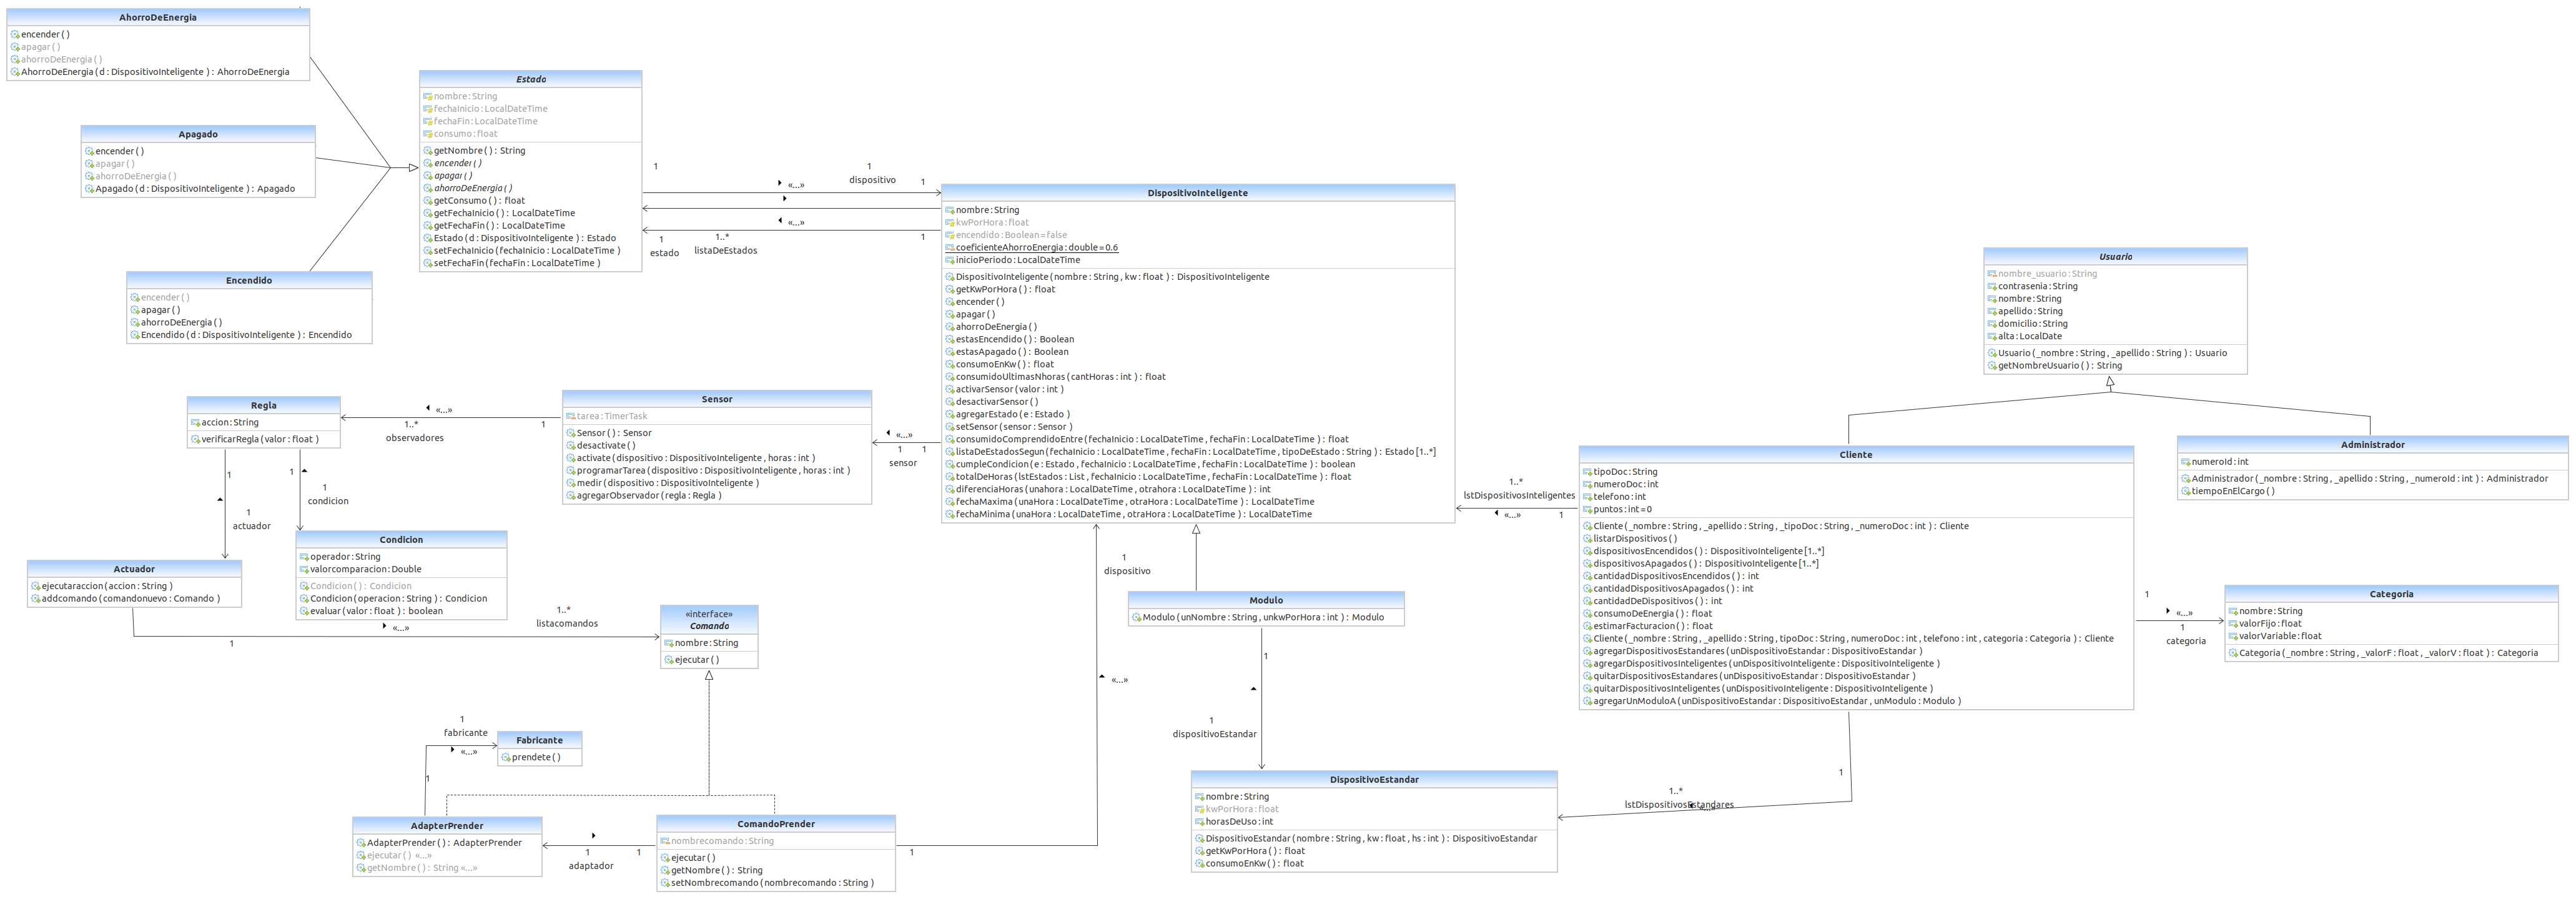 AhorroDeEnergia
encender ( )
apagar ( )
ahorroDeEnergia ( )
AhorroDeEnergia ( d : DispositivoInteligente ) : AhorroDeEnergia
Apagado
encender ( )
apagar ( )
ahorroDeEnergia ( )
Apagado ( d : DispositivoInteligente ) : Apagado
Encendido
encender ( )
apagar ( )
ahorroDeEnergia ( )
Encendido ( d : DispositivoInteligente ) : Encendido
Estado
nombre : String
fechaInicio : LocalDateTime
fechaFin : LocalDateTime
consumo : float
getNombre ( ) : String
encender ( )
apagar ( )
ahorroDeEnergia ( )
getConsumo ( ) : float
getFechaInicio ( ) : LocalDateTime
getFechaFin ( ) : LocalDateTime
Estado ( d : DispositivoInteligente ) : Estado
setFechaInicio ( fechaInicio : LocalDateTime )
setFechaFin ( fechaFin : LocalDateTime )
1
1
dispositivo
«...»
1
«...»
1
1
estado
1..*
listaDeEstados
DispositivoInteligente
nombre : String
kwPorHora : float
encendido : Boolean = false
coeficienteAhorroEnergia : double = 0.6
inicioPeriodo : LocalDateTime
DispositivoInteligente ( nombre : String , kw : float ) : DispositivoInteligente
getKwPorHora ( ) : float
encender ( )
apagar ( )
ahorroDeEnergia ( )
estasEncendido ( ) : Boolean
estasApagado ( ) : Boolean
consumoEnKw ( ) : float
consumidoUltimasNhoras ( cantHoras : int ) : float
activarSensor ( valor : int )
desactivarSensor ( )
agregarEstado ( e : Estado )
setSensor ( sensor : Sensor )
consumidoComprendidoEntre ( fechaInicio : LocalDateTime , fechaFin : LocalDateTime ) : float
listaDeEstadosSegun ( fechaInicio : LocalDateTime , fechaFin : LocalDateTime , tipoDeEstado : String ) : Estado [1..*]
cumpleCondicion ( e : Estado , fechaInicio : LocalDateTime , fechaFin : LocalDateTime ) : boolean
totalDeHoras ( lstEstados : List , fechaInicio : LocalDateTime , fechaFin : LocalDateTime ) : float
diferenciaHoras ( unahora : LocalDateTime , otrahora : LocalDateTime ) : int
fechaMaxima ( unaHora : LocalDateTime , otraHora : LocalDateTime ) : LocalDateTime
fechaMinima ( unaHora : LocalDateTime , otraHora : LocalDateTime ) : LocalDateTime
Usuario
nombre_usuario : String
contrasenia : String
nombre : String
apellido : String
domicilio : String
alta : LocalDate
Usuario ( _nombre : String , _apellido : String ) : Usuario
getNombreUsuario ( ) : String
Regla
accion : String
verificarRegla ( valor : float )
«...»
1..*
observadores
1
Sensor
tarea : TimerTask
Sensor ( ) : Sensor
desactivate ( )
activate ( dispositivo : DispositivoInteligente , horas : int )
programarTarea ( dispositivo : DispositivoInteligente , horas : int )
medir ( dispositivo : DispositivoInteligente )
agregarObservador ( regla : Regla )
«...»
1
1
sensor
1
1
actuador
1
1
condicion
Condicion
operador : String
valorcomparacion : Double
Condicion ( ) : Condicion
Condicion ( operacion : String ) : Condicion
evaluar ( valor : float ) : boolean
Actuador
ejecutaraccion ( accion : String )
addcomando ( comandonuevo : Comando )
1
«...»
1..*
listacomandos
«interface»
Comando
nombre : String
ejecutar ( )
1
fabricante
«...»
1
Fabricante
prendete ( )
AdapterPrender
AdapterPrender ( ) : AdapterPrender
ejecutar ( ) «...»
getNombre ( ) : String «...»
1
adaptador
1
ComandoPrender
nombrecomando : String
ejecutar ( )
getNombre ( ) : String
setNombrecomando ( nombrecomando : String )
1
«...»
1
dispositivo
Modulo
Modulo ( unNombre : String , unkwPorHora : int ) : Modulo
1
1
dispositivoEstandar
DispositivoEstandar
nombre : String
kwPorHora : float
horasDeUso : int
DispositivoEstandar ( nombre : String , kw : float , hs : int ) : DispositivoEstandar
getKwPorHora ( ) : float
consumoEnKw ( ) : float
1..*
lstDispositivosEstandares
«...»
1
1..*
lstDispositivosInteligentes
«...»
1
Cliente
tipoDoc : String
numeroDoc : int
telefono : int
puntos : int = 0
Cliente ( _nombre : String , _apellido : String , _tipoDoc : String , _numeroDoc : int ) : Cliente
listarDispositivos ( )
dispositivosEncendidos ( ) : DispositivoInteligente [1..*]
dispositivosApagados ( ) : DispositivoInteligente [1..*]
cantidadDispositivosEncendidos ( ) : int
cantidadDispositivosApagados ( ) : int
cantidadDeDispositivos ( ) : int
consumoDeEnergia ( ) : float
estimarFacturacion ( ) : float
Cliente ( _nombre : String , _apellido : String , tipoDoc : String , numeroDoc : int , telefono : int , categoria : Categoria ) : Cliente
agregarDispositivosEstandares ( unDispositivoEstandar : DispositivoEstandar )
agregarDispositivosInteligentes ( unDispositivoInteligente : DispositivoInteligente )
quitarDispositivosEstandares ( unDispositivoEstandar : DispositivoEstandar )
quitarDispositivosInteligentes ( unDispositivoInteligente : DispositivoInteligente )
agregarUnModuloA ( unDispositivoEstandar : DispositivoEstandar , unModulo : Modulo )
Administrador
numeroId : int
Administrador ( _nombre : String , _apellido : String , _numeroId : int ) : Administrador
tiempoEnElCargo ( )
1
«...»
1
categoria
Categoria
nombre : String
valorFijo : float
valorVariable : float
Categoria ( _nombre : String , _valorF : float , _valorV : float ) : Categoria